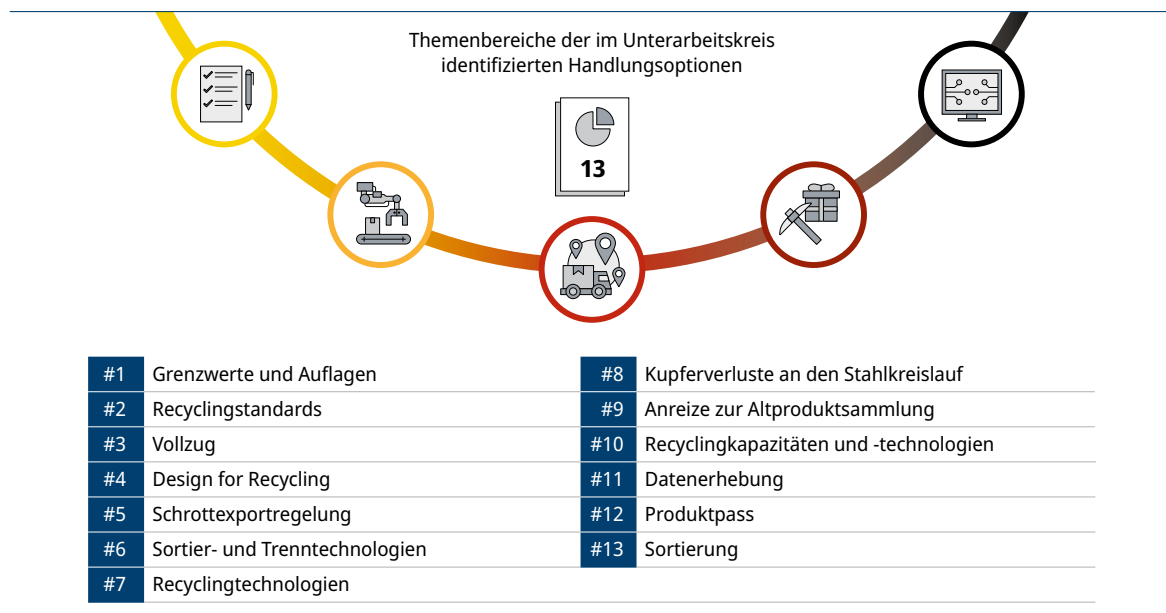 Themenbereiche der im Unterarbeitskreis
identifizierten Handlungsoptionen
13
#1 Grenzwerte und Auflagen
#2 Recyclingstandards
#3 Vollzug
#4 Design for Recycling
#5 Schrottexportregelung
#6 Sortier- und Trenntechnologien
#7 Recyclingtechnologien
#8 Kupferverluste an den Stahlkreislauf
#9 Anreize zur Altproduktsammlung
#10 Recyclingkapazitäten und -technologien
#11 Datenerhebung
#12 Produktpass
#13 Sortierung